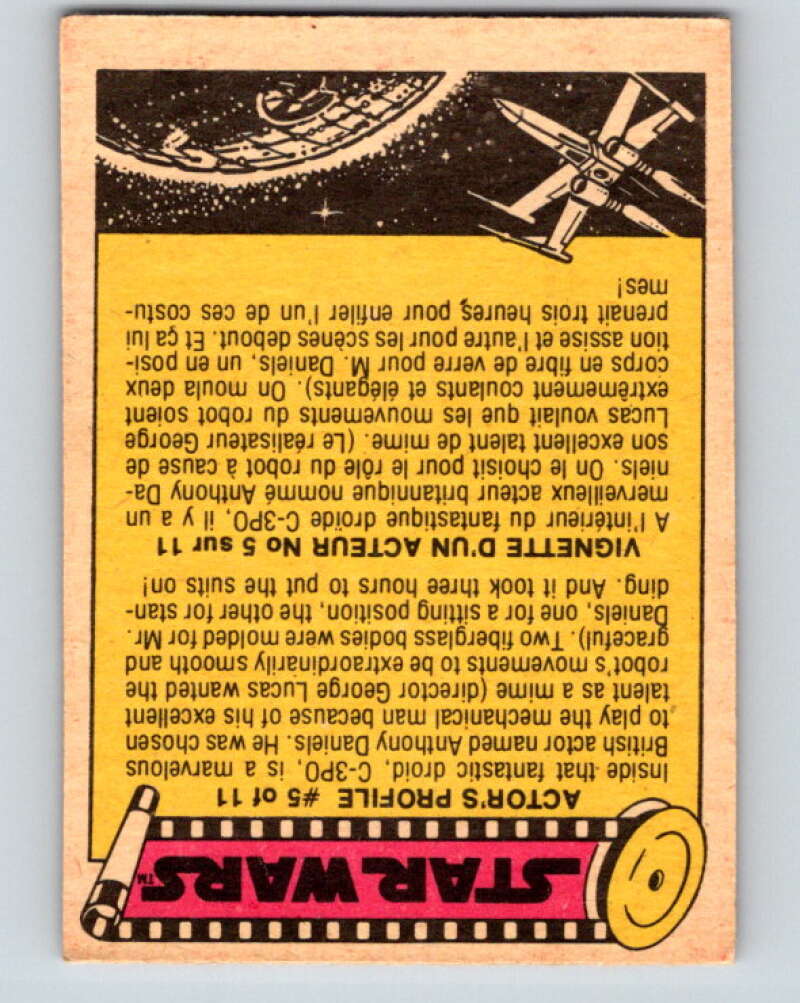 STAR WARS™
ACTOR'S PROFILE #5 of 11
Inside that fantastic droid, C-3PO, is a marvelous
British actor named Anthony Daniels. He was chosen
to play the mechanical man because of his excellent
talent as a mime (director George Lucas wanted the
robot's movements to be extraordinarily smooth and
graceful). Two fiberglass bodies were molded for Mr.
Daniels, one for a sitting position, the other for stan-
ding. And it took three hours to put the suits on!
VIGNETTE D'UN ACTEUR No 5 sur 11
A l'intérieur du fantastique droïde C-3PO, il y a un
merveilleux acteur britannique nommé Anthony Da-
niels. On le choisit pour le rôle du robot à cause de
son excellent talent de mime. (Le réalisateur George
Lucas voulait que les mouvements du robot soient
extrêmement coulants et élégants). On moula deux
corps en fibre de verre pour M. Daniels, un en posi-
tion assise et l'autre pour les scènes debout. Et ça lui
prenait trois heures pour enfiler l'un de ces costu-
mes!